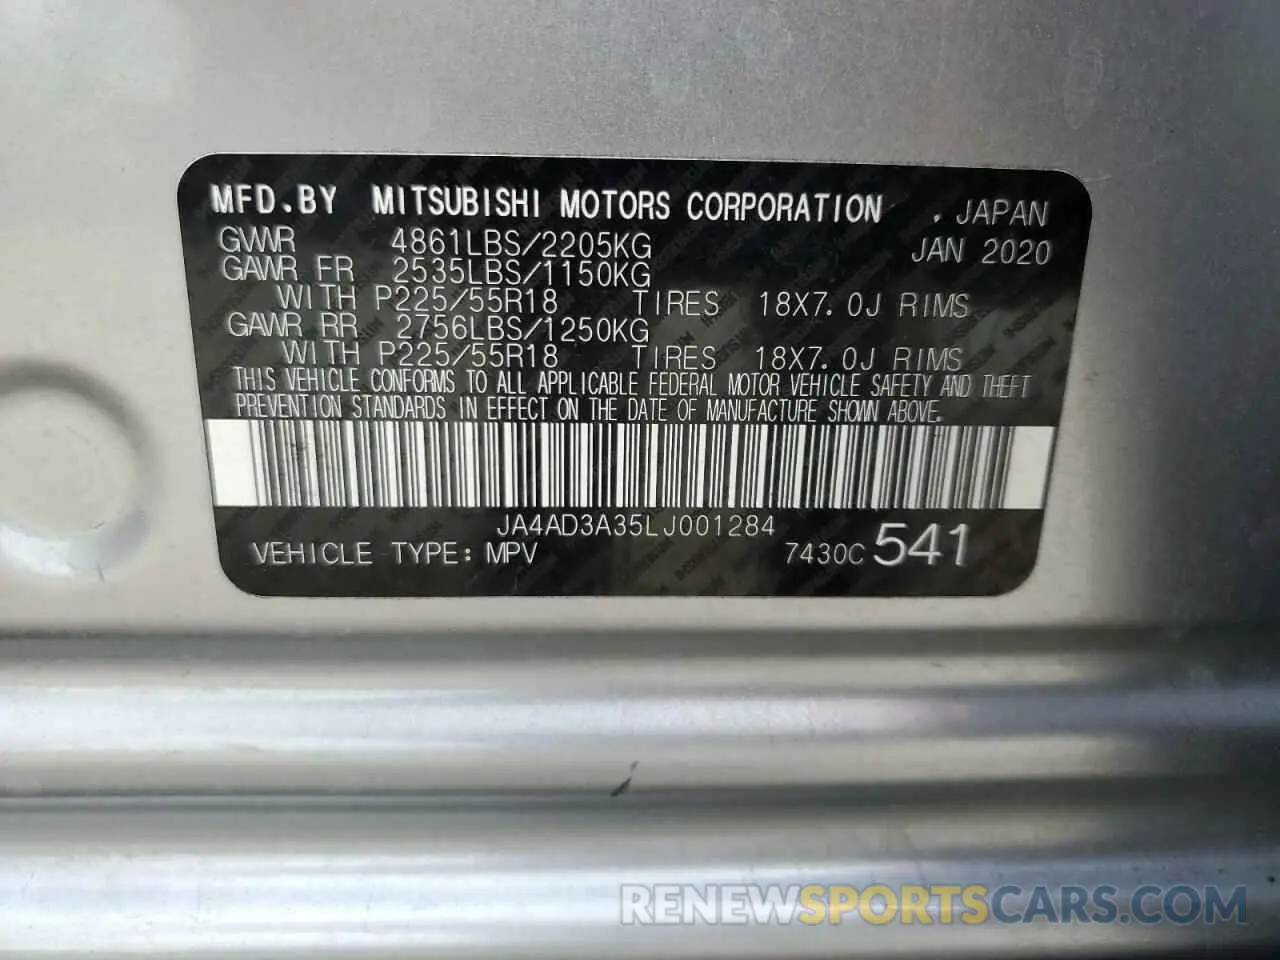 MFD.BY MITSUBISHI MOTORS CORPORATION . JAPAN
GVWR 4861LBS/2205KG JAN 2020
GAWR FR 2535LBS/1150KG
WITH P225/55R18 TIRES 18X7.0J RIMS
GAWR RR 2756LBS/1250KG
WITH P225/55R18 TIRES 18X7.0J RIMS
THIS VEHICLE CONFORMS TO ALL APPLICABLE FEDERAL MOTOR VEHICLE SAFETY AND THEFT
PREVENTION STANDARDS IN EFFECT ON THE DATE OF MANUFACTURE SHOWN ABOVE.
JA4AD3A35LJ001284
VEHICLE TYPE: MPV 7430C 541
RENEWSPORTSCARS.COM